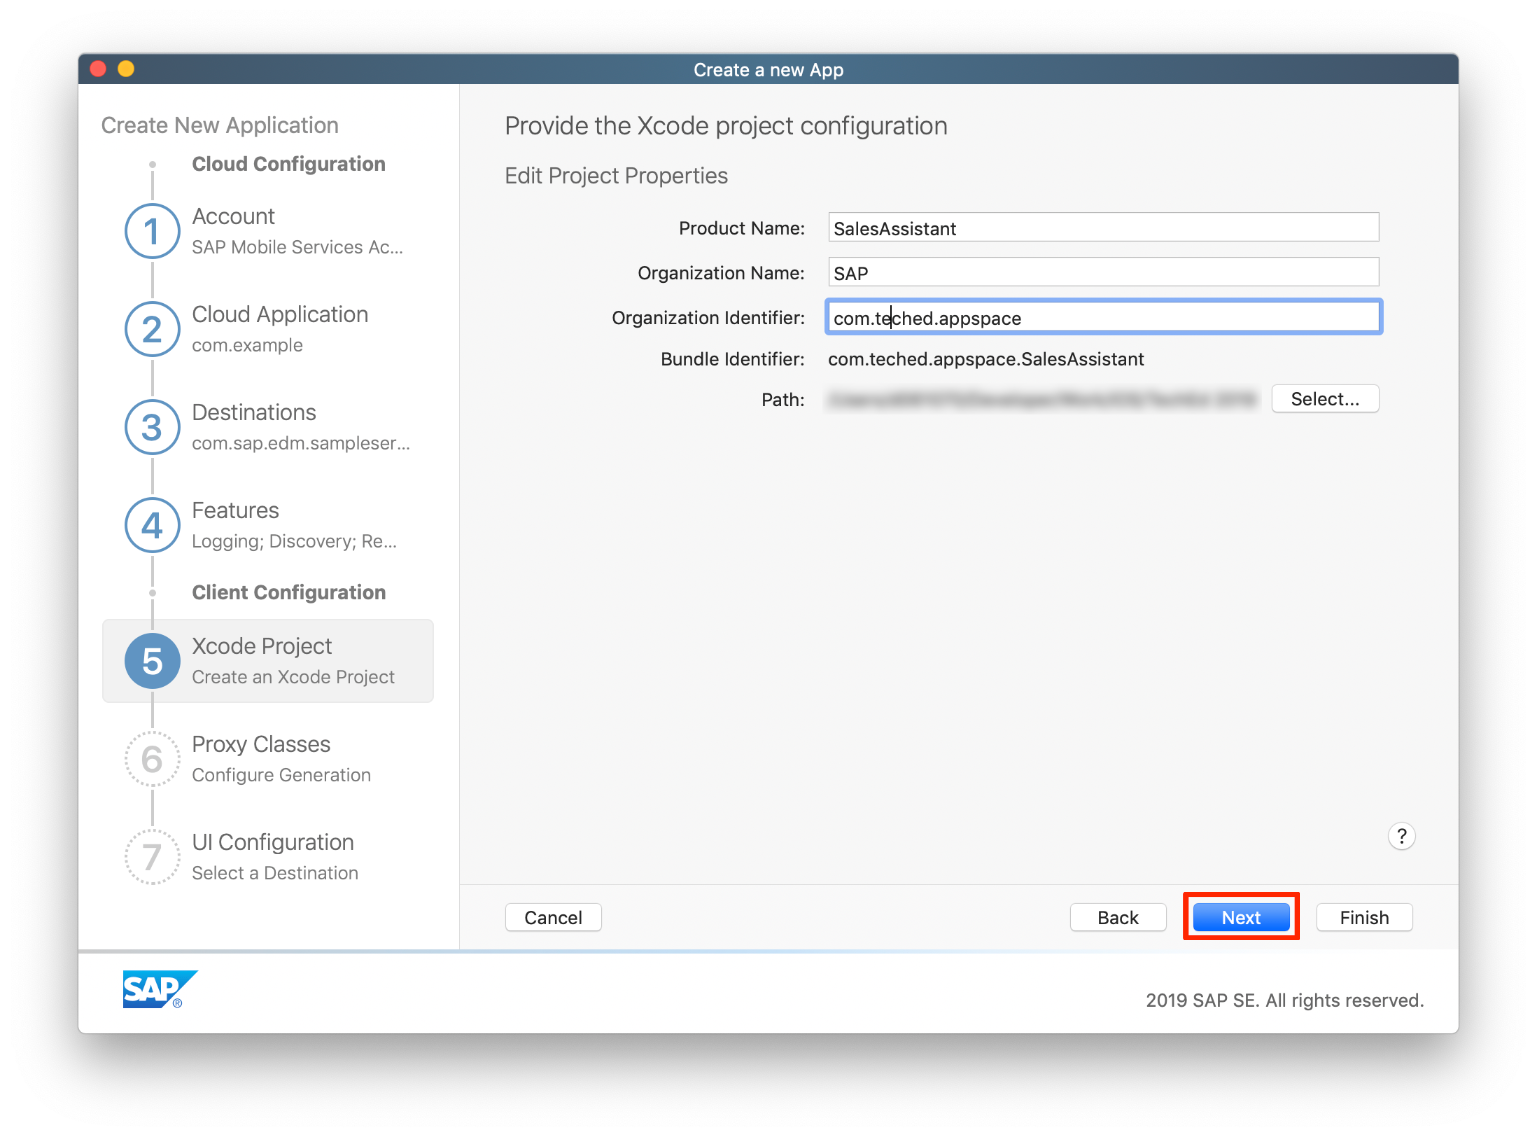 Create a new App
Create New Application
Cloud Configuration
1
Account
SAP Mobile Services Ac...
2
Cloud Application
com.example
3
Destinations
com.sap.edm.sampleser...
4
Features
Logging; Discovery; Re...
Client Configuration
5
Xcode Project
Create an Xcode Project
6
Proxy Classes
Configure Generation
7
UI Configuration
Select a Destination
Provide the Xcode project configuration
Edit Project Properties
Product Name: SalesAssistant
Organization Name: SAP
Organization Identifier: com.teched.appspace
Bundle Identifier: com.teched.appspace.SalesAssistant
Path: Select...
?
Cancel Back Next Finish
SAP®
2019 SAP SE. All rights reserved.